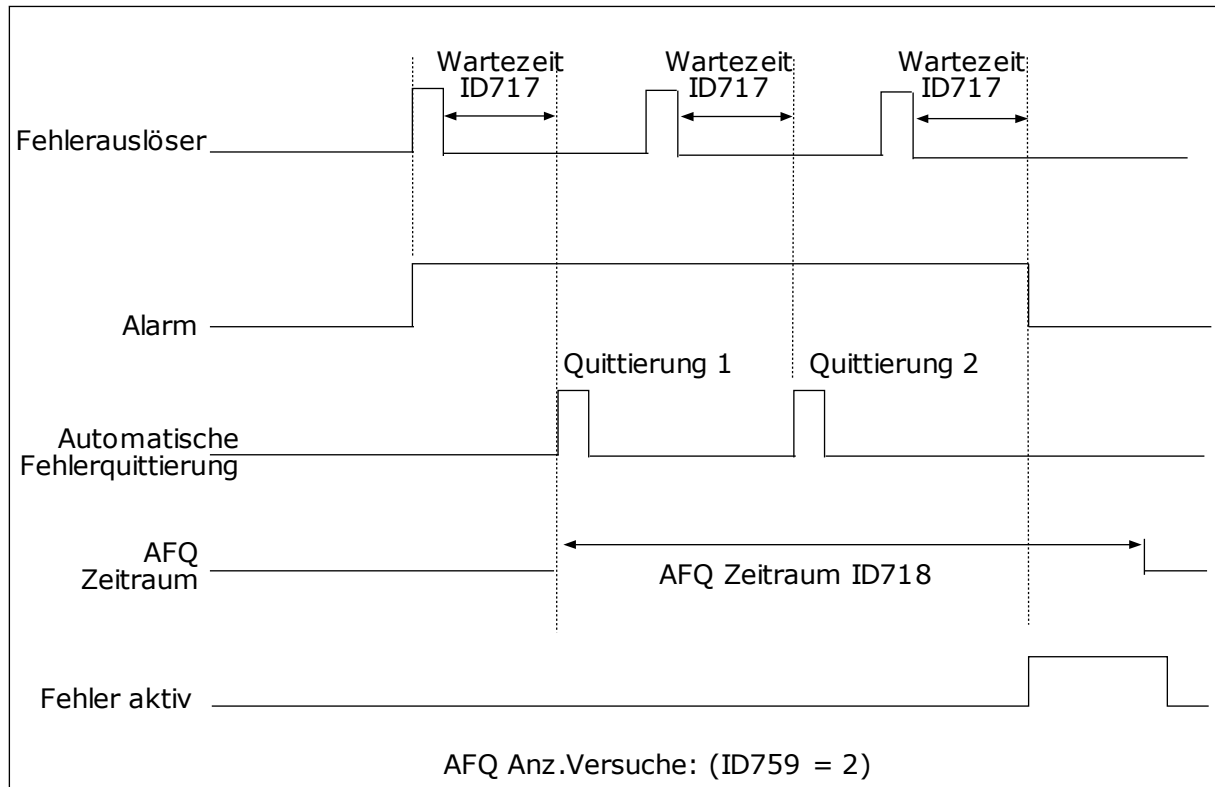 Wartezeit
ID717
Wartezeit
ID717
Wartezeit
ID717
Fehlerauslöser
Alarm
Quittierung 1
Quittierung 2
Automatische
Fehlerquittierung
AFQ
Zeitraum
AFQ Zeitraum ID718
Fehler aktiv
AFQ Anz.Versuche: (ID759 = 2)